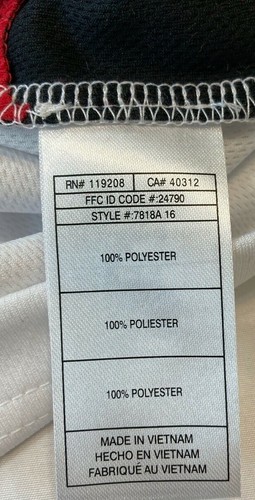 RN# 119208 CA# 40312
FFC ID CODE #:24790
STYLE #:7818A 16
100% POLYESTER
100% POLIESTER
100% POLYESTER
MADE IN VIETNAM
HECHO EN VIETNAM
FABRIQUÉ AU VIETNAM